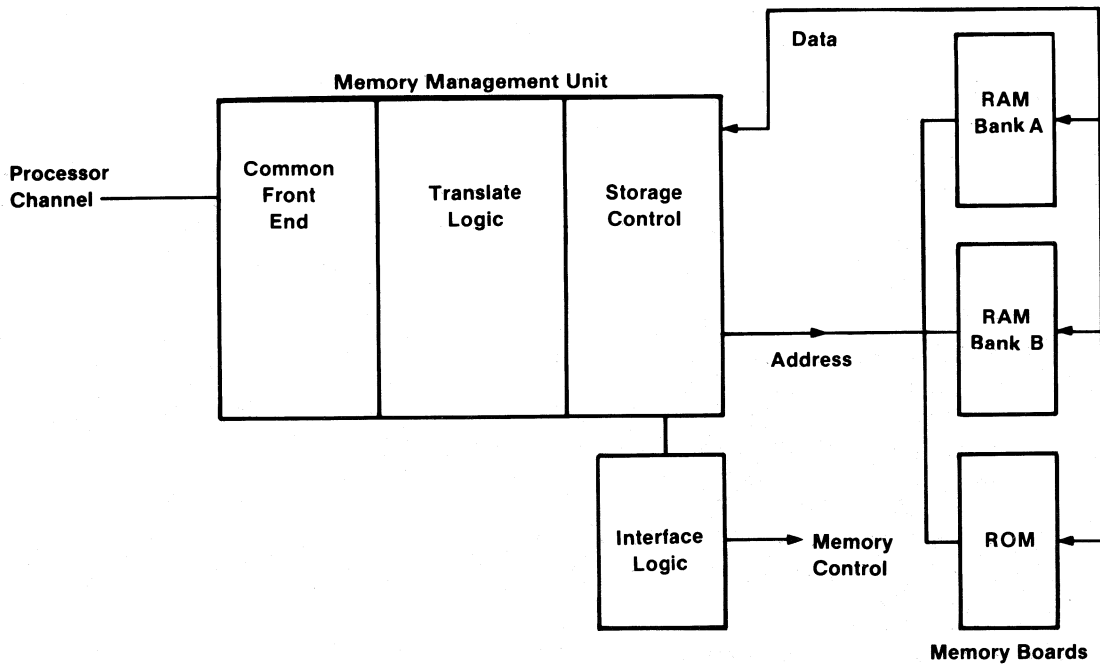 Data
Memory Management Unit
RAM
Bank A
Processor
Channel
Common
Front
End
Translate
Logic
Storage
Control
RAM
Bank B
Address
Interface
Logic
Memory
Control
ROM
Memory Boards